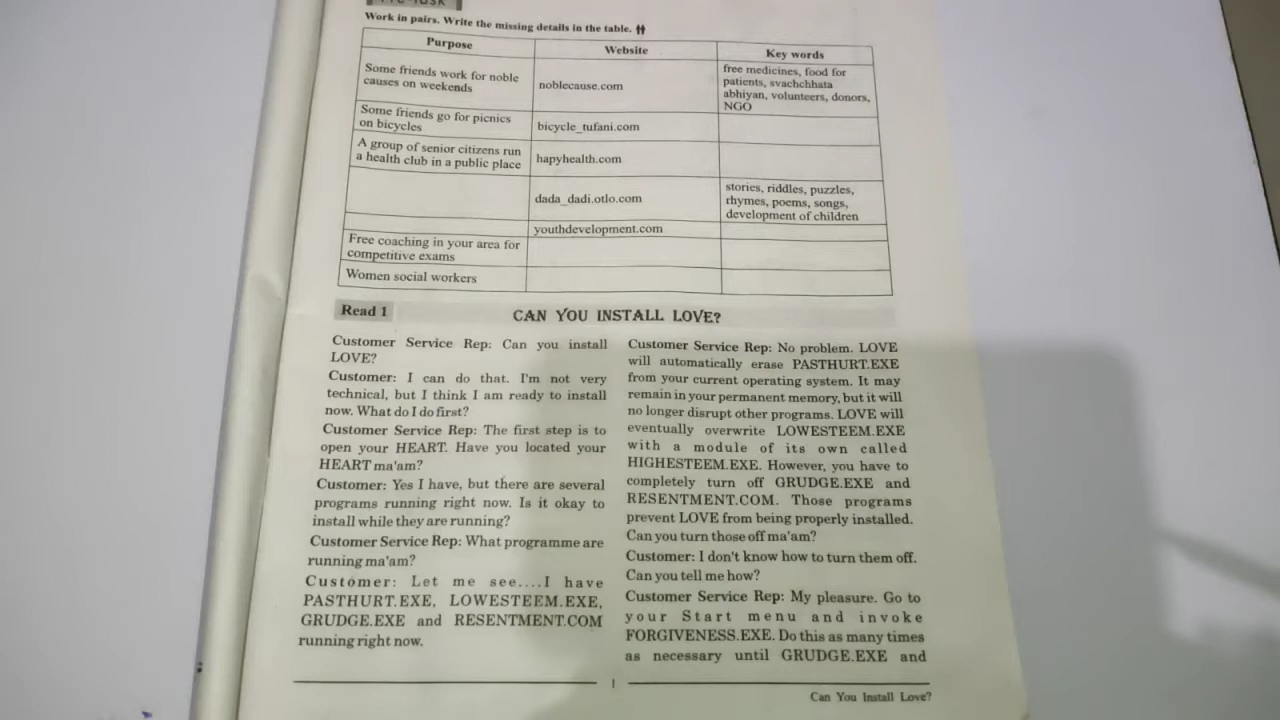 Work in pairs. Write the missing details in the table.
Purpose Website Key words
Some friends work for noble
causes on weekends
noblecause.com
free medicines, food for
patients, svachchhata
abhiyan, volunteers, donors,
NGO
Some friends go for picnics
on bicycles
bicycle_tufani.com
A group of senior citizens run
a health club in a public place
hapyhealth.com
dada_dadi.otlo.com
stories, riddles, puzzles,
rhymes, poems, songs,
development of children
youthdevelopment.com
Free coaching in your area for
competitive exams
Women social workers
Read 1
CAN YOU INSTALL LOVE?
Customer Service Rep: Can you install
LOVE?
Customer: I can do that. I'm not very
technical, but I think I am ready to install
now. What do I do first?
Customer Service Rep: The first step is to
open your HEART. Have you located your
HEART ma'am?
Customer: Yes I have, but there are several
programs running right now. Is it okay to
install while they are running?
Customer Service Rep: What programme are
running ma'am?
Customer: Let me see....I have
PASTHURT.EXE, LOWESTEEM.EXE,
GRUDGE.EXE and RESENTMENT.COM
running right now.
Customer Service Rep: No problem. LOVE
will automatically erase PASTHURT.EXE
from your current operating system. It may
remain in your permanent memory, but it will
no longer disrupt other programs. LOVE will
eventually overwrite LOWESTEEM.EXE
with a module of its own called
HIGHESTEEM.EXE. However, you have to
completely turn off GRUDGE.EXE and
RESENTMENT.COM. Those programs
prevent LOVE from being properly installed.
Can you turn those off ma'am?
Customer: I don't know how to turn them off.
Can you tell me how?
Customer Service Rep: My pleasure. Go to
your Start menu and invoke
FORGIVENESS.EXE. Do this as many times
as necessary until GRUDGE.EXE and
1
Can You Install Love?